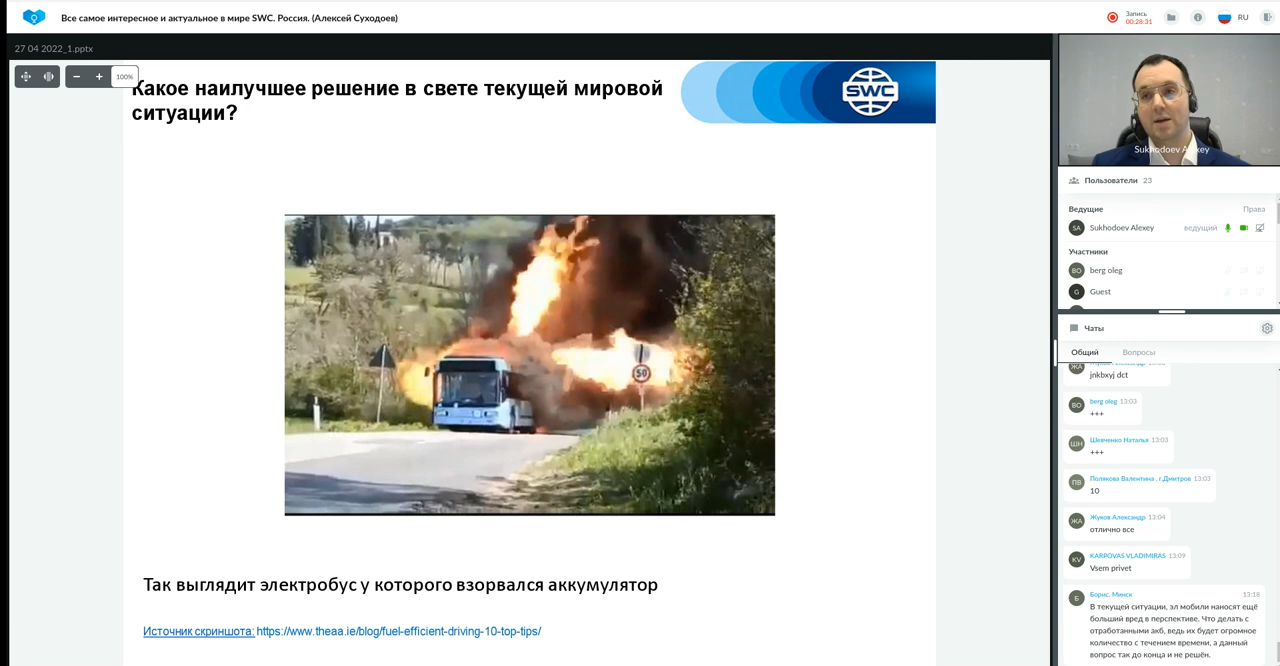 Все самое интересное и актуальное в мире SWC. Россия. (Алексей Суходоев)
Запись
00:28:31
RU
27 04 2022_1.pptx
100%
Какое наилучшее решение в свете текущей мировой
ситуации?
SWC
50
Так выглядит электробус у которого взорвался аккумулятор
Источник скриншота: https://www.theaa.ie/blog/fuel-efficient-driving-10-top-tips/
Sukhodoev Alexey
Пользователи 23
Ведущие Права
SA Sukhodoev Alexey ведущий
Участники
BO berg oleg
G Guest
Чаты
Общий Вопросы
ЖА
jnkbxyj dct
BO berg oleg 13:03
+++
ШН Шевченко Наталья 13:03
+++
ПВ Полякова Валентина , г.Дмитров 13:03
10
ЖА Жуков Александр 13:04
отлично все
KV KARPOVAS VLADIMIRAS 13:09
Vsem privet
Б Борис. Минск 13:18
В текущей ситуации, эл мобили наносят ещё
больший вред в перспективе. Что делать с
отработанными акб, ведь их будет огромное
количество с течением времени, а данный
вопрос так до конца и не решён.